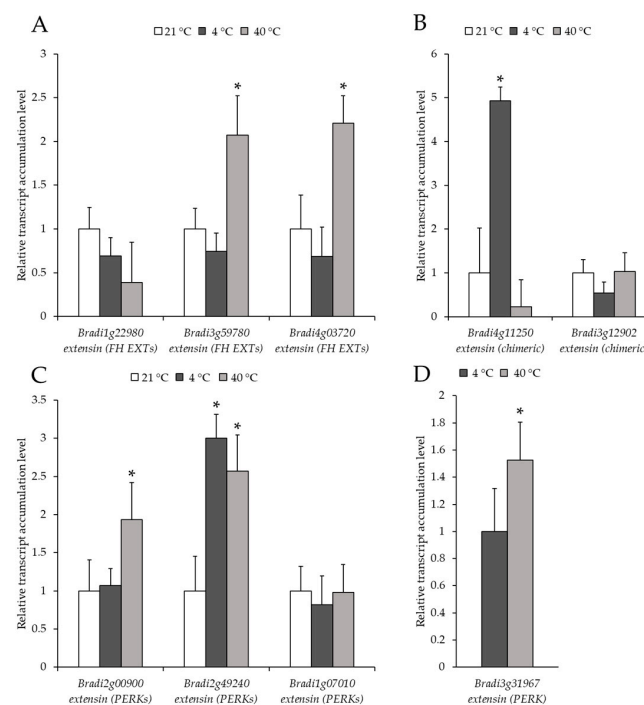 A
21 °C 4 °C 40 °C
Relative transcript accumulation level
3
2.5
2
1.5
1
0.5
0
*
*
Bradi1g22980 Bradi3g59780 Bradi4g03720
extensin (FH EXTs) extensin (FH EXTs) extensin (FH EXTs)
B
21 °C 4 °C 40 °C
Relative transcript accumulation level
6
5
4
3
2
1
0
*
Bradi4g11250 Bradi3g12902
extensin (chimeric) extensin (chimeric)
C
21 °C 4 °C 40 °C
Relative transcript accumulation level
3.5
3
2.5
2
1.5
1
0.5
0
*
*
*
Bradi2g00900 Bradi2g49240 Bradi1g07010
extensin (PERKs) extensin (PERKs) extensin (PERKs)
D
4 °C 40 °C
Relative transcript accumulation level
2
1.8
1.6
1.4
1.2
1
0.8
0.6
0.4
0.2
0
*
Bradi3g31967
extensin (PERK)